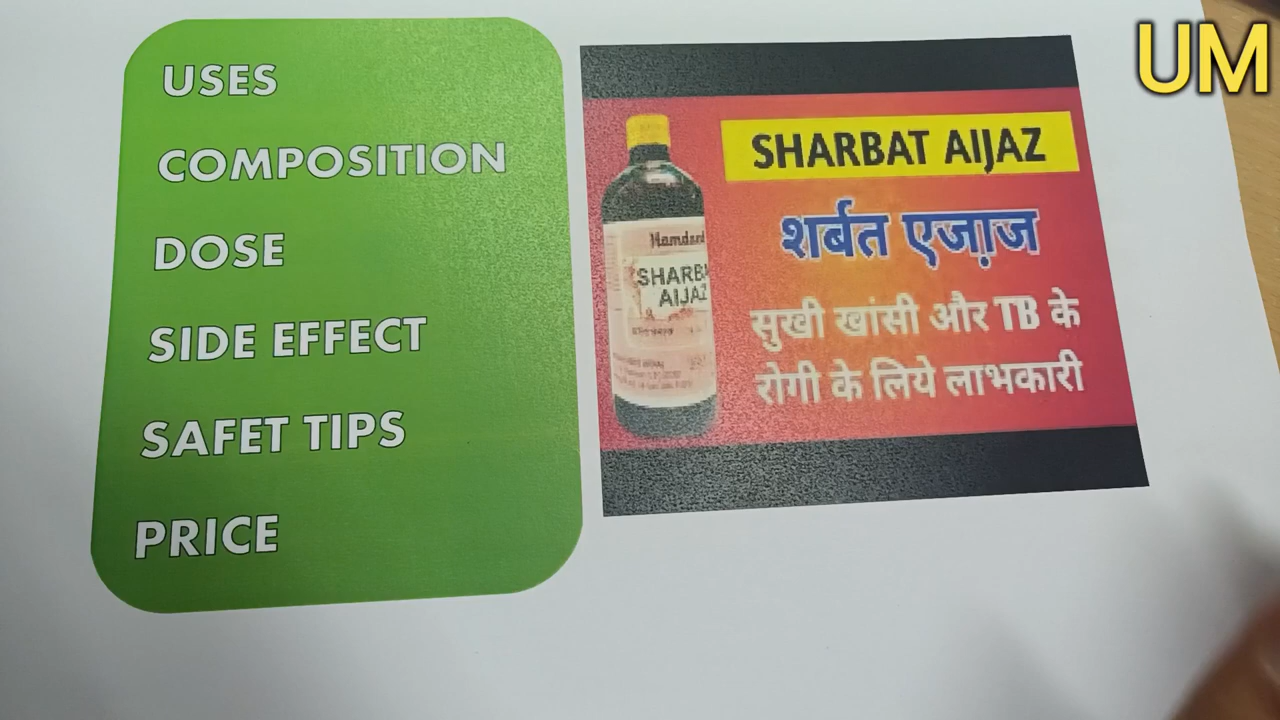 USES
COMPOSITION
DOSE
SIDE EFFECT
SAFET TIPS
PRICE
UM
SHARBAT AIJAZ
शर्बत एजा़ज
सुखी खांसी और TB के
रोगी के लिये लाभकारी
Hamdard
SHARBAT
AIJAZ